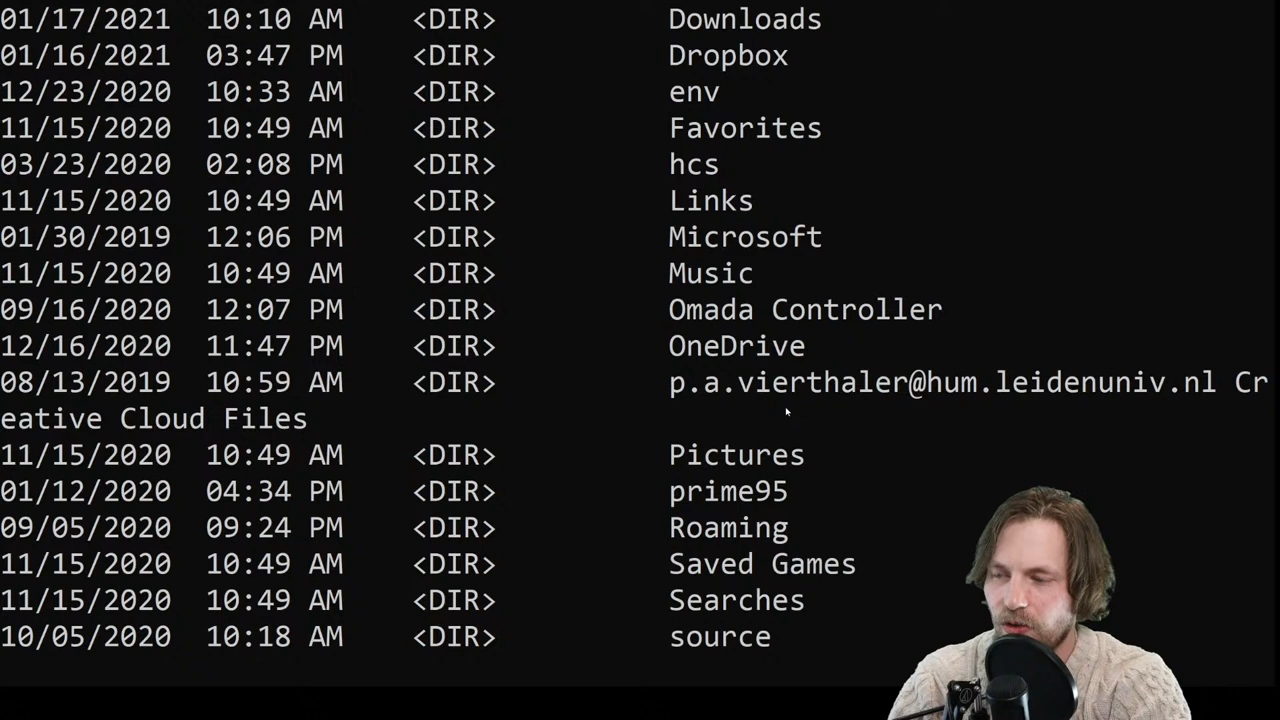 01/17/2021 10:10 AM <DIR> Downloads
01/16/2021 03:47 PM <DIR> Dropbox
12/23/2020 10:33 AM <DIR> env
11/15/2020 10:49 AM <DIR> Favorites
03/23/2020 02:08 PM <DIR> hcs
11/15/2020 10:49 AM <DIR> Links
01/30/2019 12:06 PM <DIR> Microsoft
11/15/2020 10:49 AM <DIR> Music
09/16/2020 12:07 PM <DIR> Omada Controller
12/16/2020 11:47 PM <DIR> OneDrive
08/13/2019 10:59 AM <DIR> p.a.vierthaler@hum.leidenuniv.nl Cr
eative Cloud Files
11/15/2020 10:49 AM <DIR> Pictures
01/12/2021 04:34 PM <DIR> prime95
09/05/2020 09:24 PM <DIR> Roaming
11/15/2020 10:49 AM <DIR> Saved Games
11/15/2020 10:49 AM <DIR> Searches
10/05/2020 10:18 AM <DIR> source